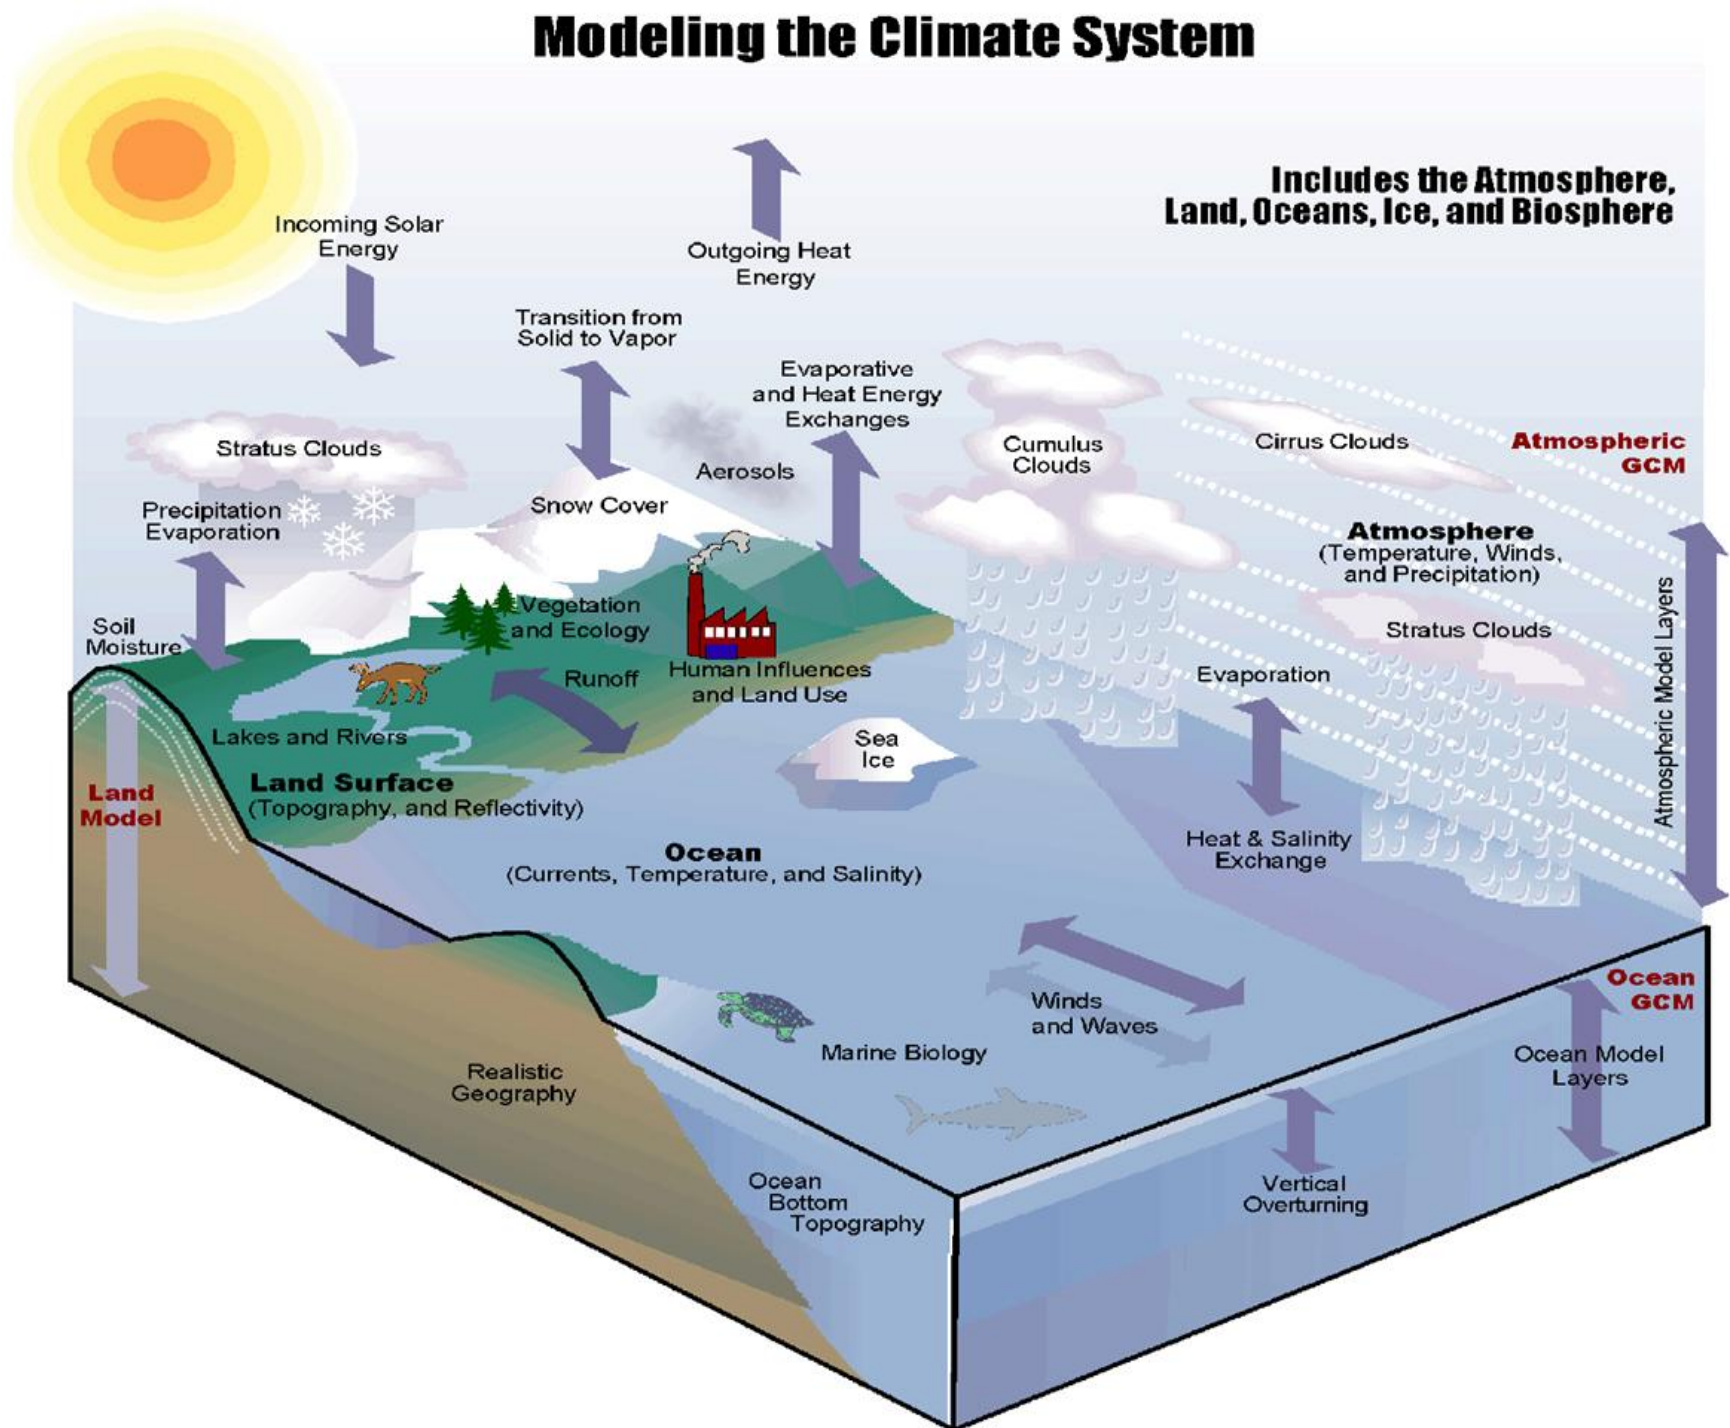 Modeling the Climate System
Includes the Atmosphere,
Land, Oceans, Ice, and Biosphere
Incoming Solar
Energy
Outgoing Heat
Energy
Transition from
Solid to Vapor
Evaporative
and Heat Energy
Exchanges
Stratus Clouds
Aerosols
Cumulus
Clouds
Cirrus Clouds
Atmospheric
GCM
Precipitation
Evaporation
Snow Cover
Atmosphere
(Temperature, Winds,
and Precipitation)
Atmospheric Model Layers
Soil
Moisture
Vegetation
and Ecology
Stratus Clouds
Runoff
Human Influences
and Land Use
Evaporation
Lakes and Rivers
Sea
Ice
Land
Model
Land Surface
(Topography, and Reflectivity)
Heat & Salinity
Exchange
Ocean
(Currents, Temperature, and Salinity)
Ocean
GCM
Winds
and Waves
Marine Biology
Ocean Model
Layers
Realistic
Geography
Ocean
Bottom
Topography
Vertical
Overturning